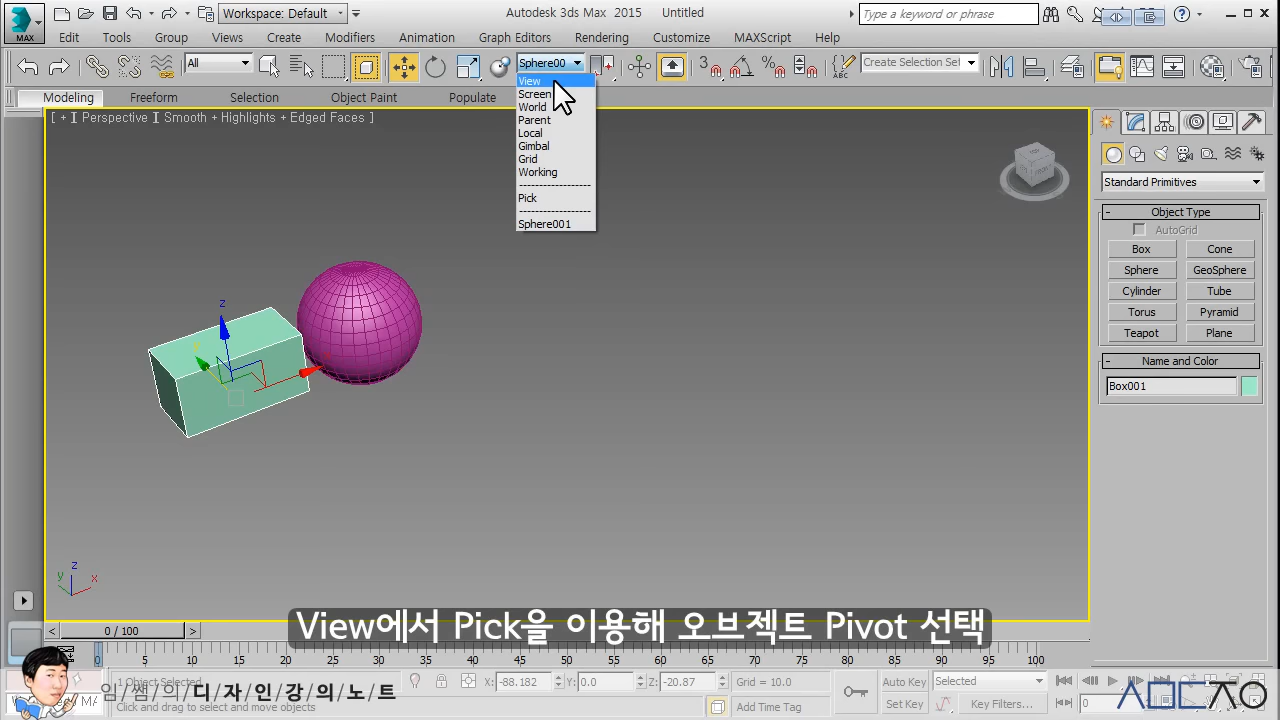 MAX
Workspace: Default
Autodesk 3ds Max 2015
Untitled
Type a keyword or phrase
Edit Tools Group Views Create Modifiers Animation Graph Editors Rendering Customize MAXScript Help
All
Sphere00
3
Create Selection Set
Modeling Freeform Selection Object Paint Populate
View
Screen
World
Parent
Local
Gimbal
Grid
Working
Pick
Sphere001
[ + ] [ Perspective ] [ Smooth + Highlights + Edged Faces ]
Standard Primitives
- Object Type
AutoGrid
Box Cone
Sphere GeoSphere
Cylinder Tube
Torus Pyramid
Teapot Plane
- Name and Color
Box001
z
z
y x
View에서 Pick을 이용해 오브젝트 Pivot 선택
< 0 / 100 >
0 5 10 15 20 25 30 35 40 45 50 55 60 65 70 75 80 85 90 95 100
1 Object Selected
X: -88.182 Y: 0.0 Z: -20.87 Grid = 10.0
Auto Key Selected
임/쌤/의/디/자/인/강/의/노/트
Click and drag to select and move objects
Add Time Tag
Set Key Key Filters... 0